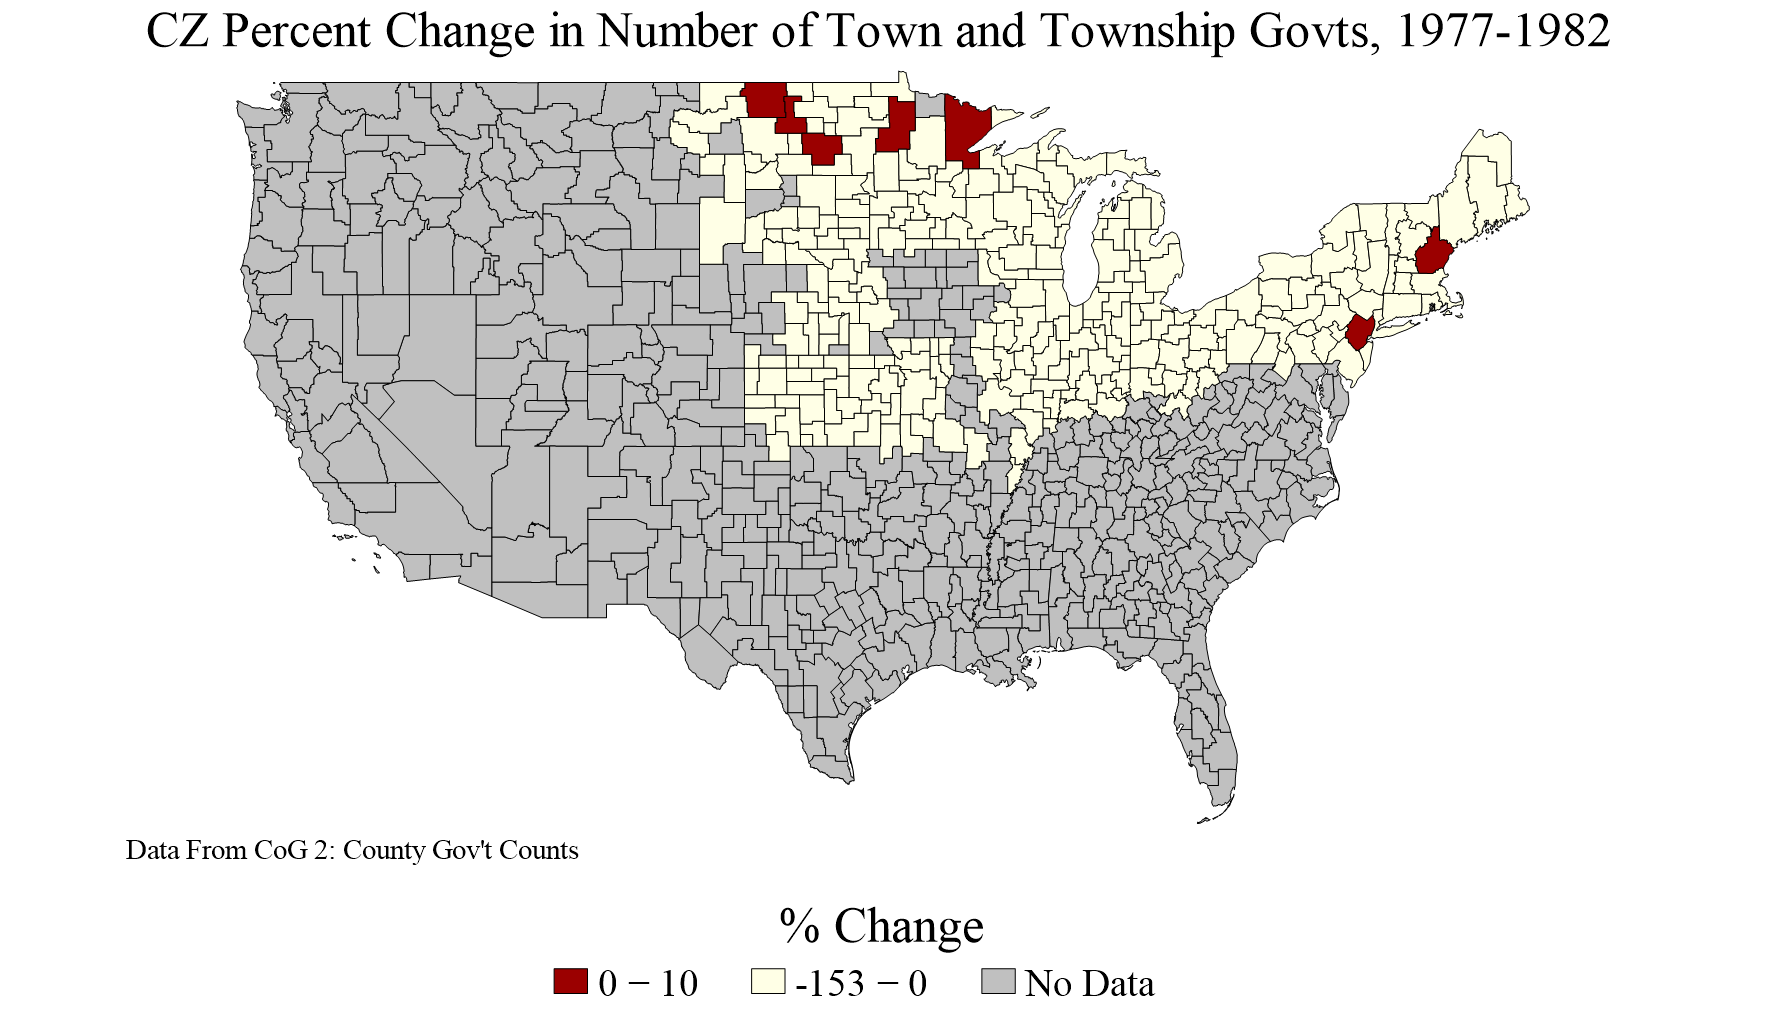 CZ Percent Change in Number of Town and Township Govts, 1977-1982
Data From CoG 2: County Gov't Counts
% Change
0 − 10
-153 − 0
No Data